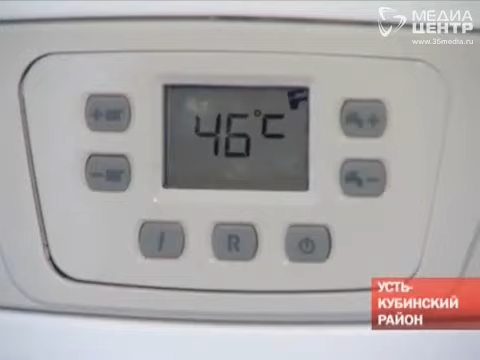 МЕДИА
ЦЕНТР
www.35media.ru
46°C
+
+
-
-
R
УСТЬ-
КУБИНСКИЙ
РАЙОН